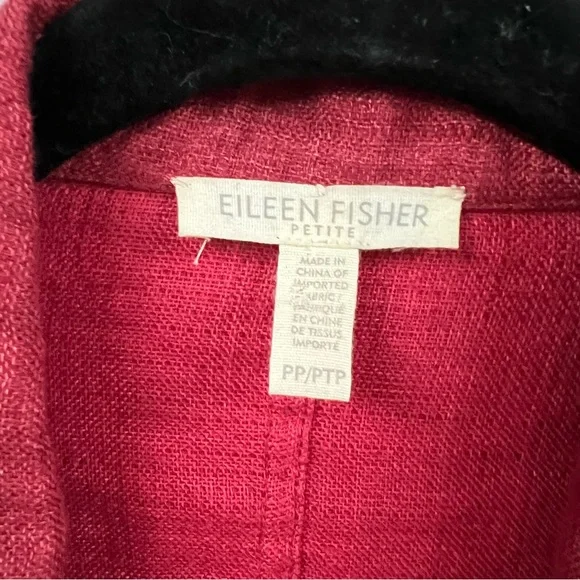 EILEEN FISHER
PETITE
MADE IN
CHINA OF
IMPORTED
FABRIC /
FABRIQUÉ
EN CHINE
DE TISSUS
IMPORTÉ
PP/PTP